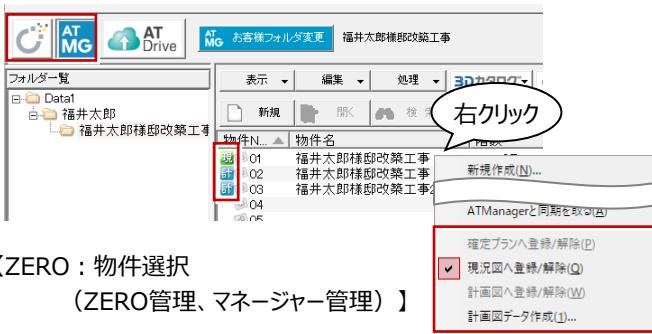 AT MG AT Drive AT MG お客様フォルダ変更 福井太郎様邸改築工事
フォルダ一覧
Data1
福井太郎
福井太郎様邸改築工事
表示 編集 処理
新規 開く 検
右クリック
物件N... 物件名
現 01 福井太郎様邸改築工事
計 02 福井太郎様邸改築工事
計 03 福井太郎様邸改築工事2
04
05
新規作成(N)...
ATManagerと同期を取る(A)
確定プランへ登録/解除(P)
現況図へ登録/解除(Q)
計画図へ登録/解除(W)
計画図データ作成(1)...
【ZERO：物件選択
（ZERO管理、マネージャー管理）】